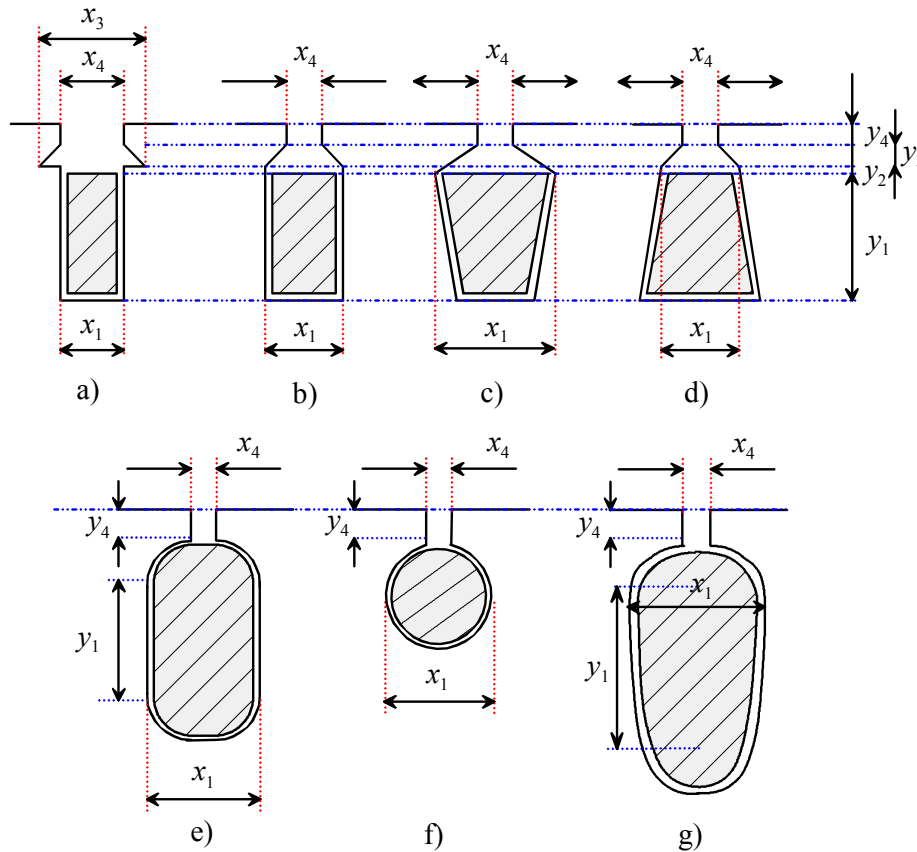 x3
x4 x4 x4 x4
y4
y
y2
y1
x1 x1 x1 x1
a) b) c) d)
x4 x4 x4
y4 y4 y4
x1
y1 y1
x1
x1
e) f) g)